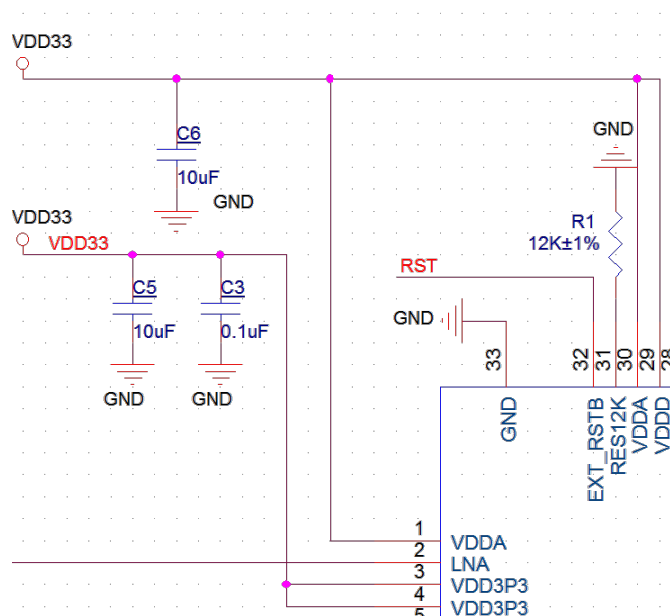 VDD33
C6
10uF
GND
GND
R1
12K±1%
VDD33
VDD33
RST
C5
10uF
C3
0.1uF
GND
GND
GND
33
32
31
30
29
28
GND
EXT_RSTB
RES12K
VDDA
VDDD
1
VDDA
2
LNA
3
VDD3P3
4
VDD3P3
5